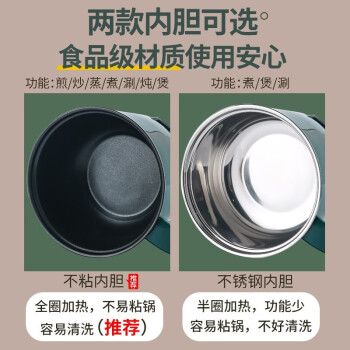 两款内胆可选
食品级材质使用安心
功能:煎/炒/蒸/煮/涮/炖/煲
功能:煮/煲/涮
不粘内胆 推荐
不锈钢内胆
全圈加热，不易粘锅
容易清洗(推荐)
半圈加热，功能少
容易粘锅，不好清洗